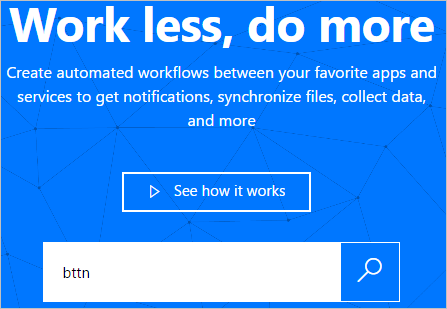 Work less, do more
Create automated workflows between your favorite apps and
services to get notifications, synchronize files, collect data,
and more
See how it works
bttn